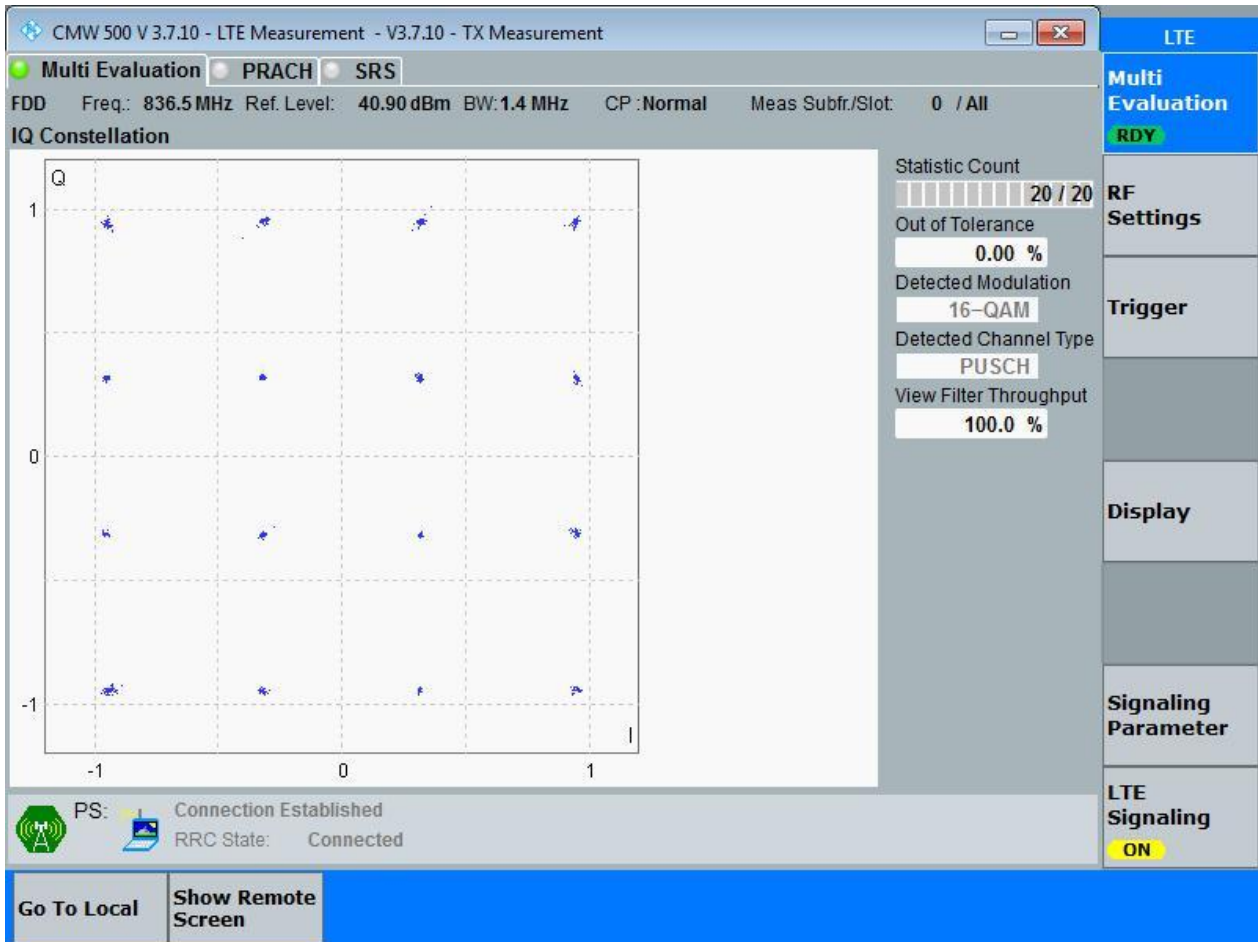 CMW 500 V 3.7.10 - LTE Measurement - V3.7.10 - TX Measurement
LTE
Multi Evaluation PRACH SRS
FDD Freq.: 836.5 MHz Ref. Level: 40.90 dBm BW: 1.4 MHz CP : Normal Meas Subfr./Slot: 0 / All
IQ Constellation
Q
1
0
-1
I
-1 0 1
Statistic Count
20 / 20
Out of Tolerance
0.00 %
Detected Modulation
16-QAM
Detected Channel Type
PUSCH
View Filter Throughput
100.0 %
Multi
Evaluation
RDY
RF
Settings
Trigger
Display
Signaling
Parameter
LTE
Signaling
ON
PS: Connection Established
RRC State: Connected
Go To Local
Show Remote
Screen